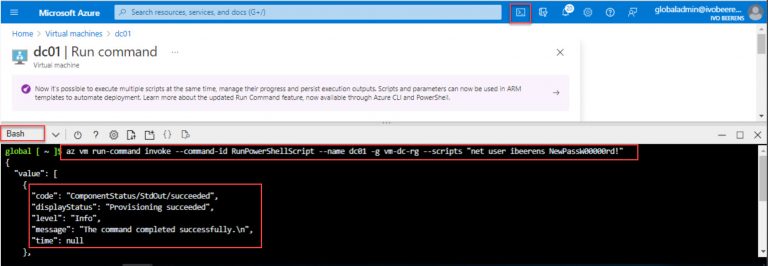 Microsoft Azure
Search resources, services, and docs (G+/)
20
globaladmin@ivobeere...
IVO BEERENS
Home > Virtual machines > dc01 >
dc01 | Run command ...
Virtual machine
Now it's possible to execute multiple scripts at the same time, manage their progress and persist execution outputs. Scripts and parameters can now be used in ARM
templates to automate deployment. Learn more about the updated Run Command feature, now available through Azure CLI and PowerShell.
Bash
global [ ~ ]$ az vm run-command invoke --command-id RunPowerShellScript --name dc01 -g vm-dc-rg --scripts "net user ibeerens NewPassW00000rd!"
{
"value": [
{
"code": "ComponentStatus/StdOut/succeeded",
"displayStatus": "Provisioning succeeded",
"level": "Info",
"message": "The command completed successfully.\n",
"time": null
},